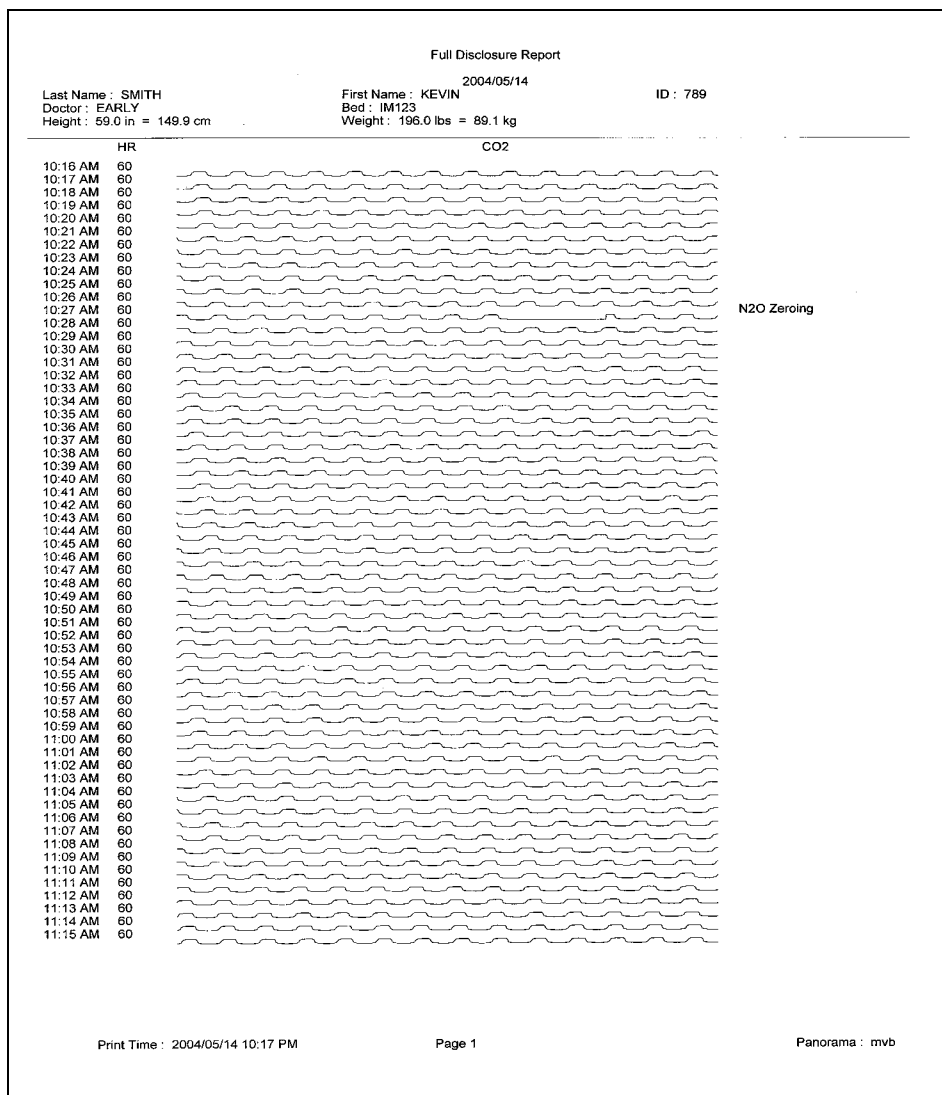 Full Disclosure Report
2004/05/14
Last Name : SMITH First Name : KEVIN ID : 789
Doctor : EARLY Bed : IM123
Height : 59.0 in = 149.9 cm Weight : 196.0 lbs = 89.1 kg
HR CO2
10:16 AM 60
10:17 AM 60
10:18 AM 60
10:19 AM 60
10:20 AM 60
10:21 AM 60
10:22 AM 60
10:23 AM 60
10:24 AM 60
10:25 AM 60
10:26 AM 60
10:27 AM 60 N2O Zeroing
10:28 AM 60
10:29 AM 60
10:30 AM 60
10:31 AM 60
10:32 AM 60
10:33 AM 60
10:34 AM 60
10:35 AM 60
10:36 AM 60
10:37 AM 60
10:38 AM 60
10:39 AM 60
10:40 AM 60
10:41 AM 60
10:42 AM 60
10:43 AM 60
10:44 AM 60
10:45 AM 60
10:46 AM 60
10:47 AM 60
10:48 AM 60
10:49 AM 60
10:50 AM 60
10:51 AM 60
10:52 AM 60
10:53 AM 60
10:54 AM 60
10:55 AM 60
10:56 AM 60
10:57 AM 60
10:58 AM 60
10:59 AM 60
11:00 AM 60
11:01 AM 60
11:02 AM 60
11:03 AM 60
11:04 AM 60
11:05 AM 60
11:06 AM 60
11:07 AM 60
11:08 AM 60
11:09 AM 60
11:10 AM 60
11:11 AM 60
11:12 AM 60
11:13 AM 60
11:14 AM 60
11:15 AM 60
Print Time : 2004/05/14 10:17 PM Page 1 Panorama : mvb